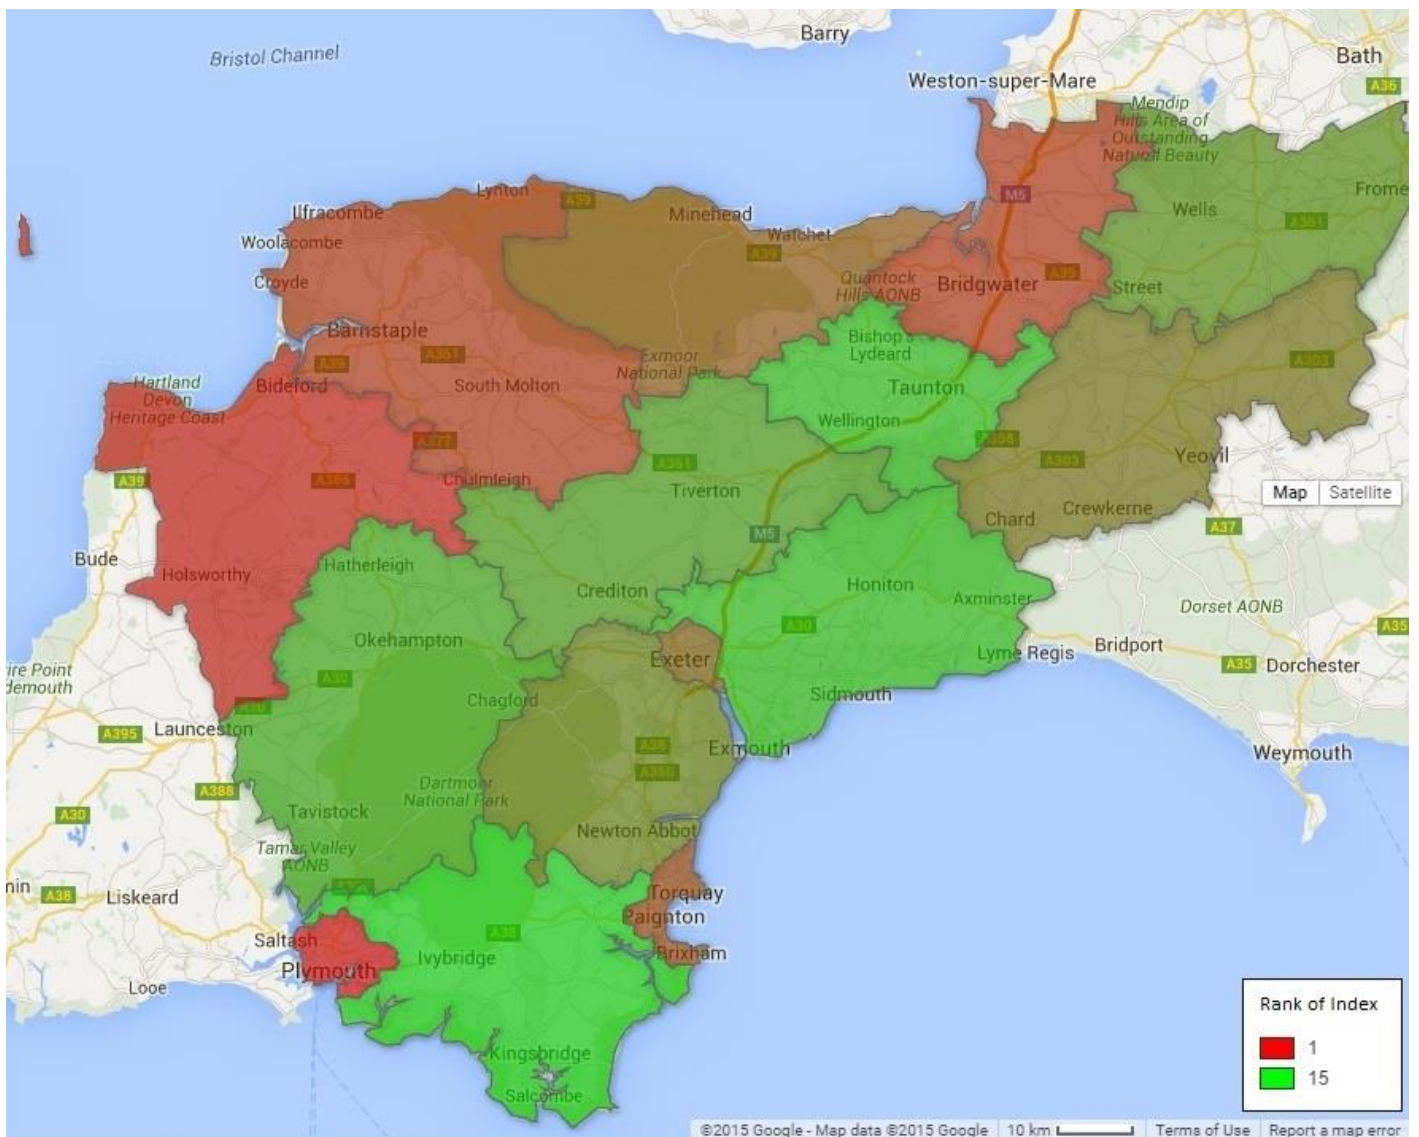 Barry
Bristol Channel
Bath
Weston-super-Mare
A36
Mendip
Hills Area of
Outstanding
Natural Beauty
Lynton
M5
Frome
Ilfracombe
A39
Minehead
Wells
A361
Woolacombe
Watchet
A39
Croyde
Quantock
Hills AONB
Bridgwater
A39
Street
Barnstaple
Bishop's
Lydeard
A39
A361
Exmoor
National Park
A303
Hartland
Devon
Heritage Coast
Bideford
South Molton
Taunton
Wellington
A377
A358
A39
A386
Chulmleigh
A361
Tiverton
A303
Yeovil
Map
Satellite
Chard
Crewkerne
A37
M5
Bude
Hatherleigh
Holsworthy
Crediton
Honiton
Axminster
Dorset AONB
A30
A35
Okehampton
Exeter
Lyme Regis
Bridport
Dorchester
A35
ire Point
demouth
A30
Chagford
Sidmouth
A30
Launceston
A395
A38
Exmouth
Weymouth
A380
A388
Dartmoor
National Park
Tavistock
A30
Newton Abbot
Tamar Valley
AONB
min
A38
Liskeard
Torquay
Paignton
Saltash
A38
Ivybridge
Brixham
Plymouth
Looe
Rank of Index
1
15
Kingsbridge
Salcombe
©2015 Google - Map data ©2015 Google
10 km
Terms of Use
Report a map error